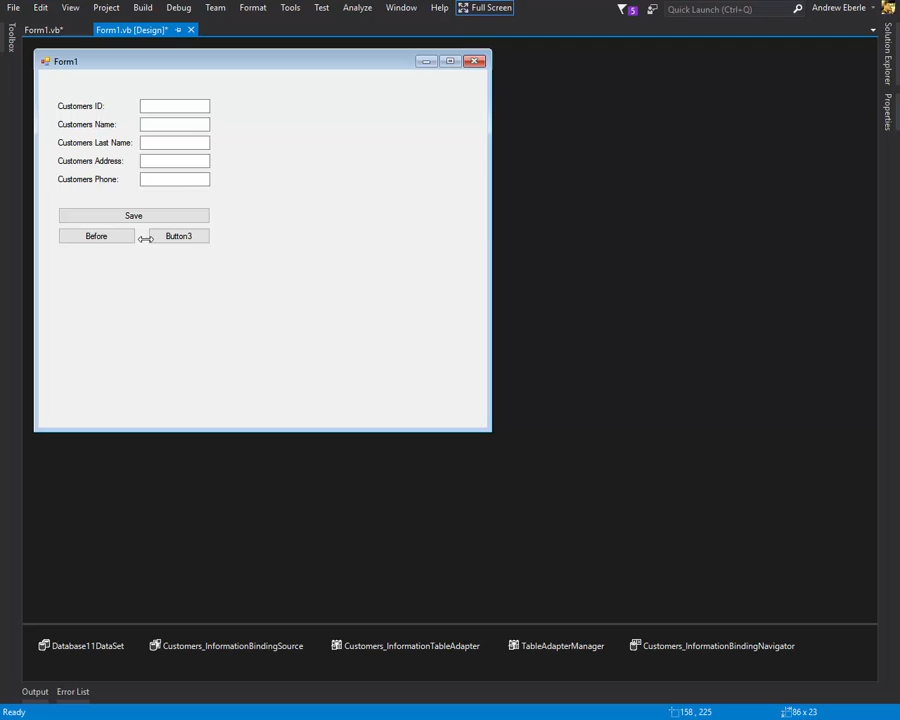 File Edit View Project Build Debug Team Format Tools Test Analyze Window Help Full Screen 5 Quick Launch (Ctrl+Q) Andrew Eberle
Form1.vb* Form1.vb [Design]*
Toolbox
Solution Explorer
Properties
Form1
Customers ID:
Customers Name:
Customers Last Name:
Customers Address:
Customers Phone:
Save
Before Button3
Database11DataSet Customers_InformationBindingSource Customers_InformationTableAdapter TableAdapterManager Customers_InformationBindingNavigator
Output Error List
Ready 158 , 225 86 x 23